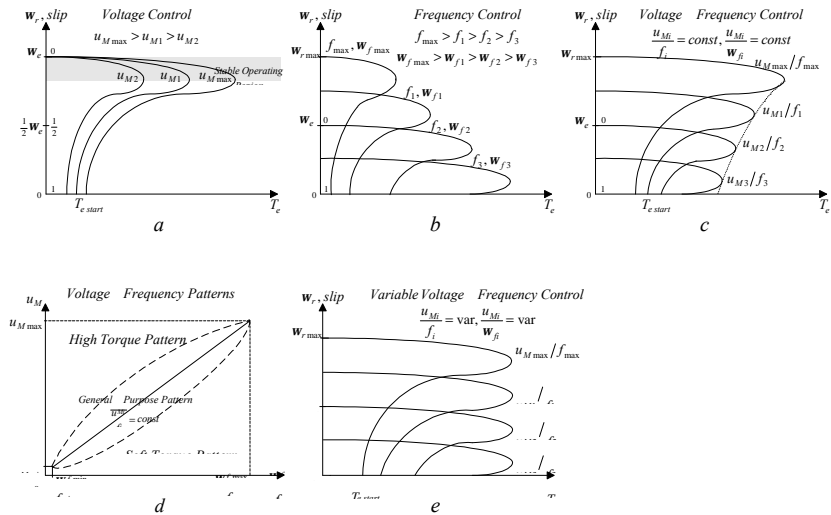 w_r, slip
Voltage Control
u_M max > u_M1 > u_M2
w_e
0
u_M2
u_M1
u_M max
Stable Operating
1/2 w_e
1/2
0
1
T_e start
T_e
a
w_r, slip
Frequency Control
f_max > f_1 > f_2 > f_3
w_f max > w_f1 > w_f2 > w_f3
w_r max
f_max, w_f max
f_1, w_f1
w_e
0
f_2, w_f2
f_3, w_f3
0
1
T_e
b
w_r, slip
Voltage Frequency Control
u_Mi/f_i = const, u_Mi/w_fi = const
w_r max
u_M max/f_max
u_M1/f_1
w_e
0
u_M2/f_2
u_M3/f_3
0
1
T_e start
T_e
c
Voltage Frequency Patterns
u_M
u_M max
High Torque Pattern
General Purpose Pattern
= const
d
w_r, slip
Variable Voltage Frequency Control
u_Mi/f_i = var, u_Mi/w_fi = var
w_r max
u_M max/f_max
T_e start
e